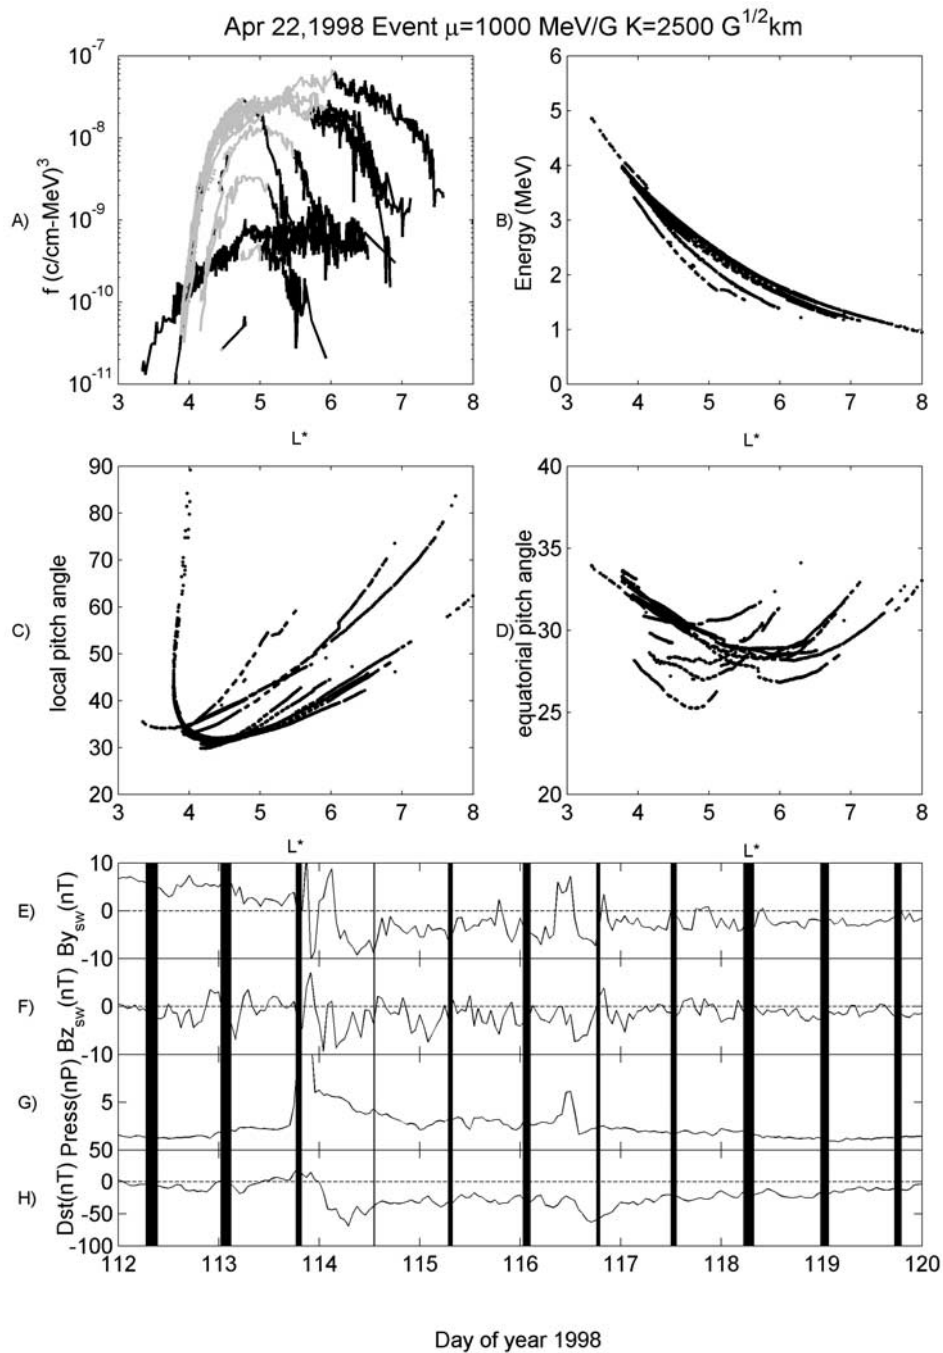 Apr 22,1998 Event μ=1000 MeV/G K=2500 G^1/2km
A)
f (c/cm-MeV)^3
10^-7
10^-8
10^-9
10^-10
10^-11
3 4 5 6 7 8
L*
B)
Energy (MeV)
6
5
4
3
2
1
0
3 4 5 6 7 8
L*
C)
local pitch angle
90
80
70
60
50
40
30
20
3 4 5 6 7 8
L*
D)
equatorial pitch angle
40
35
30
25
20
3 4 5 6 7 8
L*
E)
By_sw(nT)
10
0
-10
F)
Bz_sw(nT)
0
-10
G)
Press(nP)
5
H)
Dst(nT)
50
0
-50
-100
112 113 114 115 116 117 118 119 120
Day of year 1998